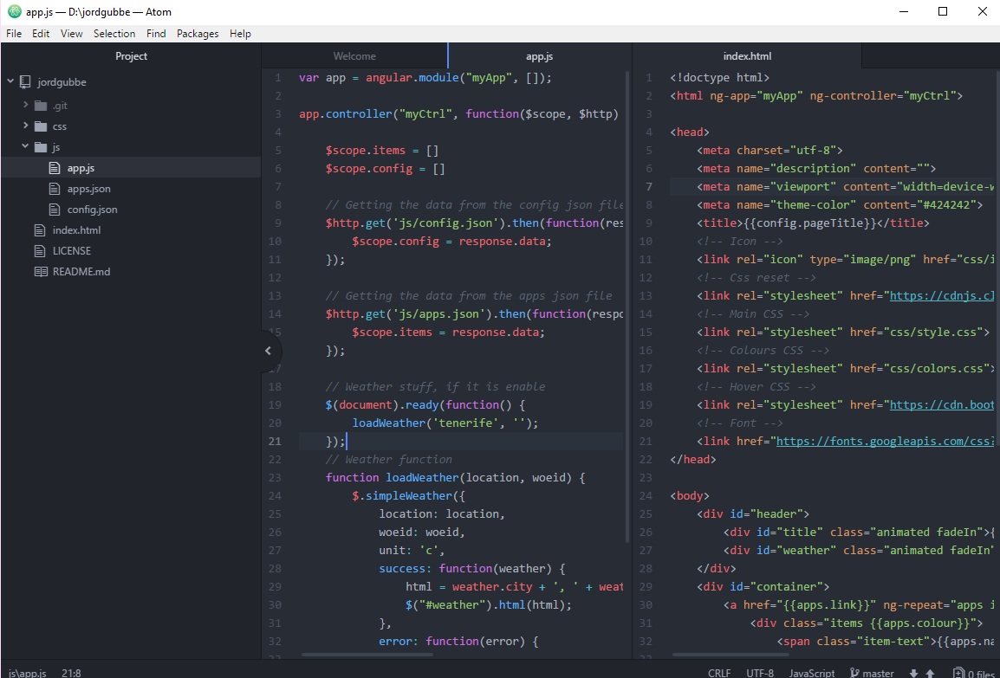 app.js — D:\jordgubbe — Atom
File Edit View Selection Find Packages Help
Project
jordgubbe
.git
css
js
app.js
apps.json
config.json
index.html
LICENSE
README.md
Welcome
app.js
1 var app = angular.module("myApp", []);
2
3 app.controller("myCtrl", function($scope, $http)
4
5 $scope.items = []
6 $scope.config = []
7
8 // Getting the data from the config json file
9 $http.get('js/config.json').then(function(res
10 $scope.config = response.data;
11 });
12
13 // Getting the data from the apps json file
14 $http.get('js/apps.json').then(function(respo
15 $scope.items = response.data;
});
17
18 // Weather stuff, if it is enable
19 $(document).ready(function() {
20 loadWeather('tenerife', '');
21 });
22 // Weather function
23 function loadWeather(location, woeid) {
24 $.simpleWeather({
25 location: location,
26 woeid: woeid,
27 unit: 'c',
28 success: function(weather) {
29 html = weather.city + ', ' + weat
30 $("#weather").html(html);
31 },
32 error: function(error) {
index.html
1 <!doctype html>
2 <html ng-app="myApp" ng-controller="myCtrl">
3
4 <head>
5 <meta charset="utf-8">
6 <meta name="description" content="">
7 <meta name="viewport" content="width=device-w
8 <meta name="theme-color" content="#424242">
9 <title>{{config.pageTitle}}</title>
10 <!-- Icon -->
11 <link rel="icon" type="image/png" href="css/i
12 <!-- Css reset -->
13 <link rel="stylesheet" href="https://cdnjs.cl
14 <!-- Main CSS -->
15 <link rel="stylesheet" href="css/style.css">
16 <!-- Colours CSS -->
17 <link rel="stylesheet" href="css/colors.css">
18 <!-- Hover CSS -->
19 <link rel="stylesheet" href="https://cdn.boot
20 <!-- Font -->
21 <link href="https://fonts.googleapis.com/css?
22 </head>
23
24 <body>
25 <div id="header">
26 <div id="title" class="animated fadeIn">{
27 <div id="weather" class="animated fadeIn"
28 </div>
29 <div id="container">
30 <a href="{{apps.link}}" ng-repeat="apps i
31 <div class="items {{apps.colour}}">
32 <span class="item-text">{{apps.na
js\app.js 21:8 CRLF UTF-8 JavaScript master 0 files